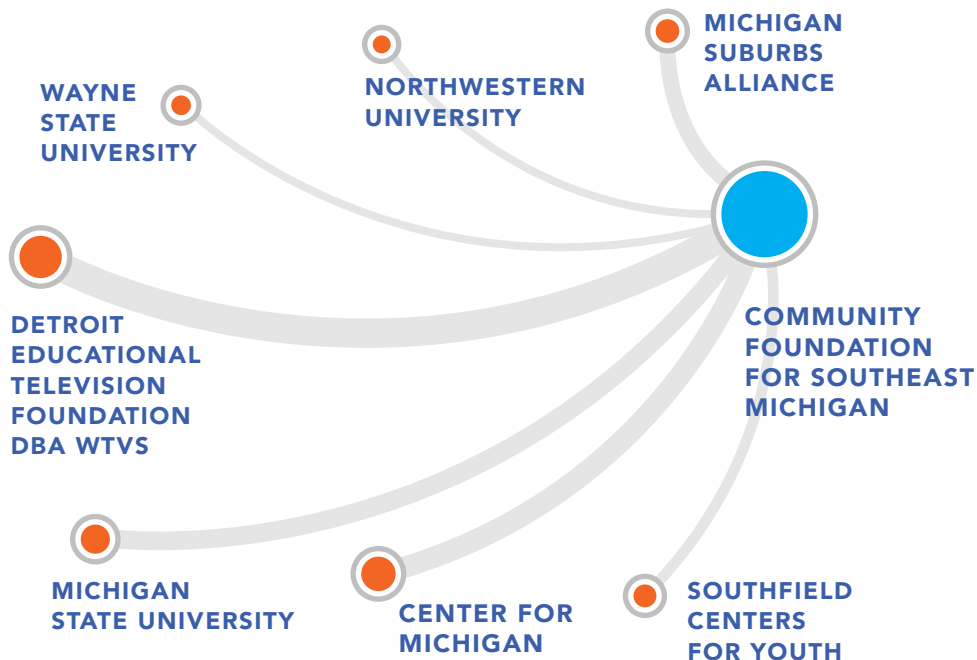 MICHIGAN
SUBURBS
ALLIANCE
NORTHWESTERN
UNIVERSITY
WAYNE
STATE
UNIVERSITY
DETROIT
EDUCATIONAL
TELEVISION
FOUNDATION
DBA WTVS
COMMUNITY
FOUNDATION
FOR SOUTHEAST
MICHIGAN
MICHIGAN
STATE UNIVERSITY
CENTER FOR
MICHIGAN
SOUTHFIELD
CENTERS
FOR YOUTH